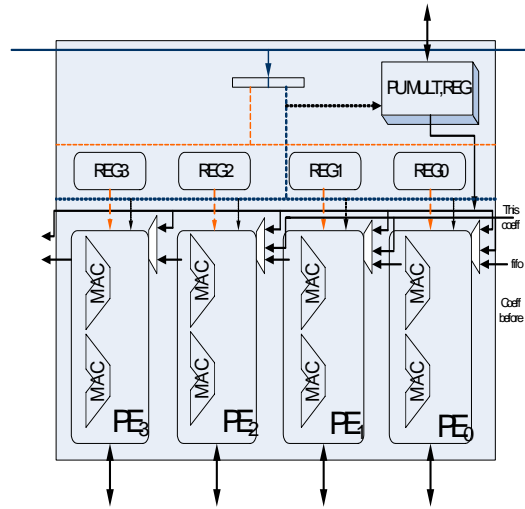 PUMULT,REG
REG3 REG2 REG1 REG0
This
coeff
fifo
Coeff
before
MAC MAC MAC MAC
MAC MAC MAC MAC
PE3 PE2 PE1 PE0